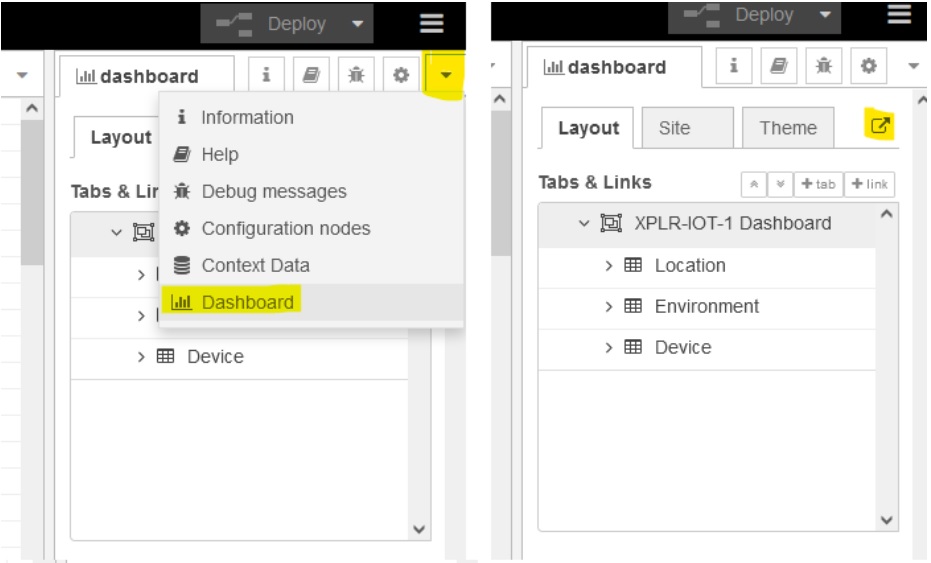 Deploy
dashboard
Information
Layout
Help
Tabs & Lin
Debug messages
Configuration nodes
Context Data
Dashboard
Device
Deploy
dashboard
Layout Site Theme
Tabs & Links +tab +link
XPLR-IOT-1 Dashboard
Location
Environment
Device